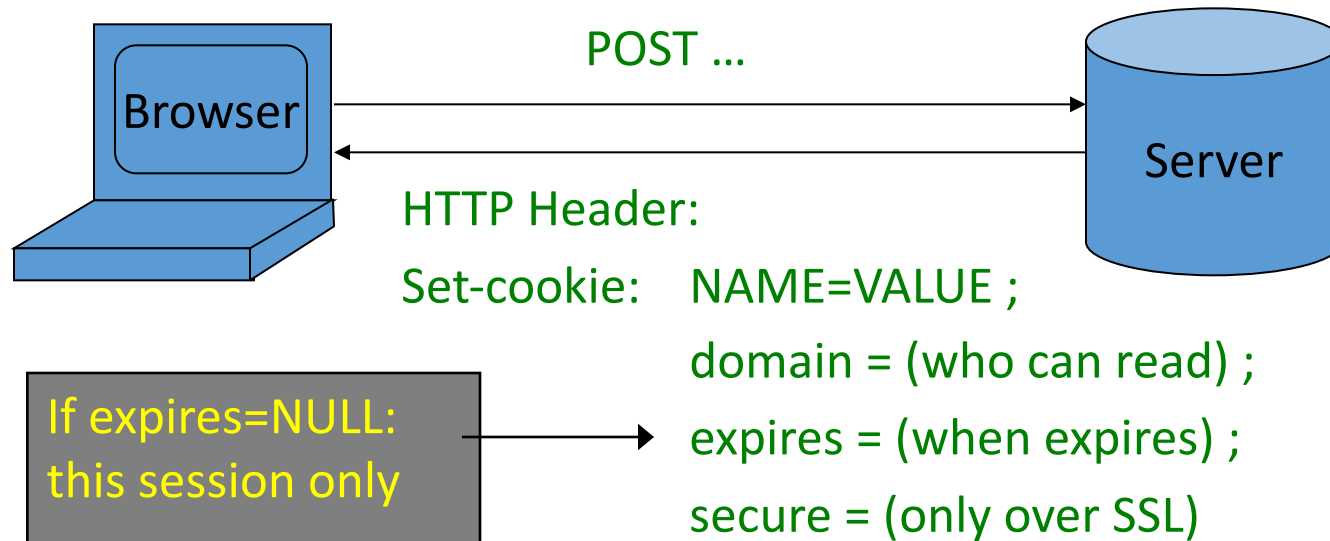 POST …
Browser
Server
HTTP Header:
Set-cookie: NAME=VALUE ;
domain = (who can read) ;
If expires=NULL:
expires = (when expires) ;
this session only
secure = (only over SSL)